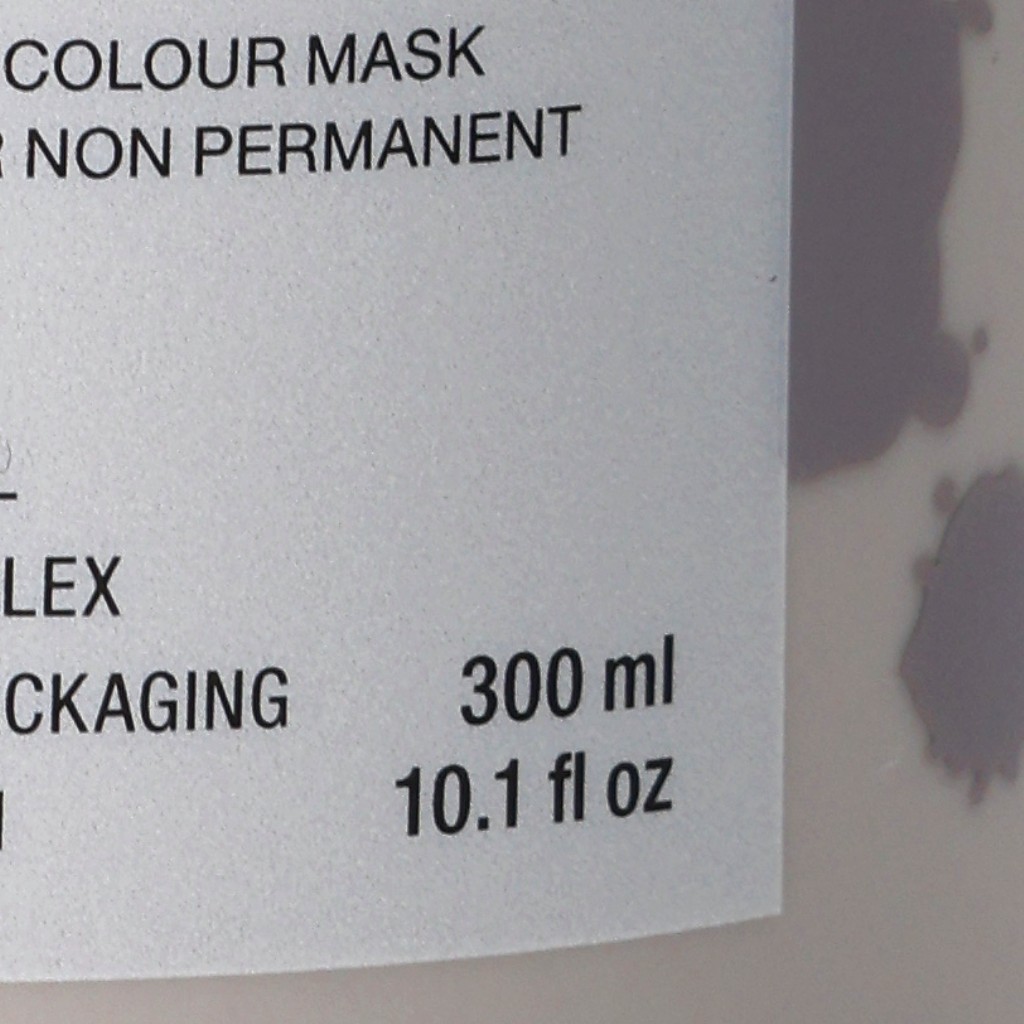 COLOUR MASK
NON PERMANENT
LEX
CKAGING
300 ml
10.1 fl oz